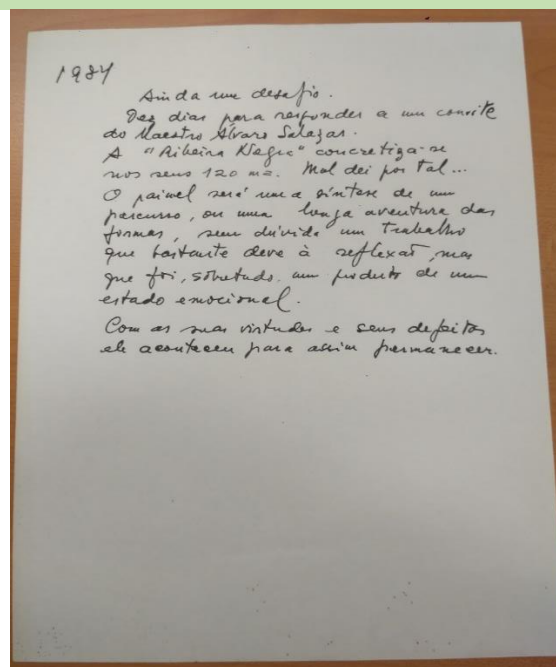 1984
Ainda um desafio.
Dez dias para responder a um convite
do Maestro Álvaro Salazar.
A "Ribeira Negra" concretiza-se
nos seus 120 m2. Mal dei por tal...
O painel será uma síntese de um
percurso, ou uma longa aventura das
formas, sem dúvida um trabalho
que bastante deve à reflexão, mas
que foi, sobretudo, um produto de um
estado emocional.
Com as suas virtudes e seus defeitos
ele aconteceu para assim permanecer.